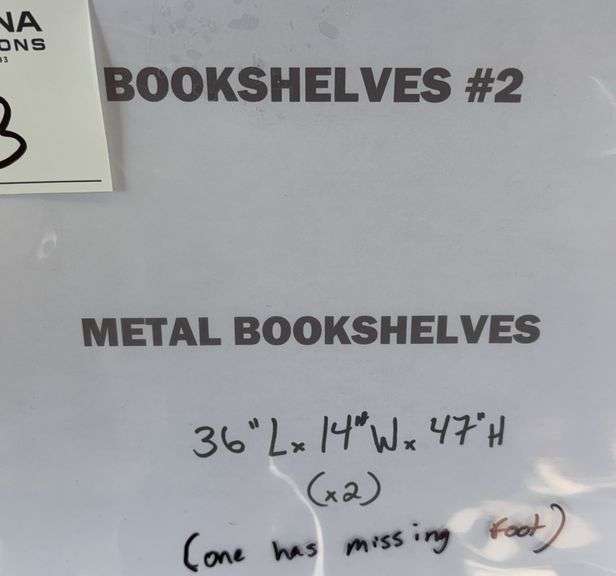 NA
ONS
3
BOOKSHELVES #2
METAL BOOKSHELVES
36" L x 14" W x 47" H
(x2)
(one has missing foot)